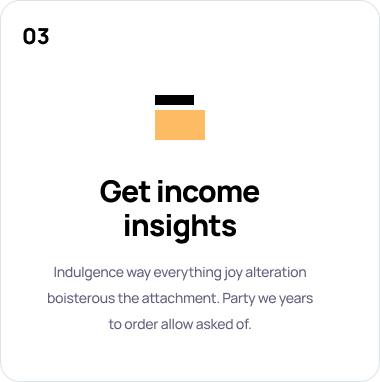 03
Get income
insights
Indulgence way everything joy alteration
boisterous the attachment. Party we years
to order allow asked of.